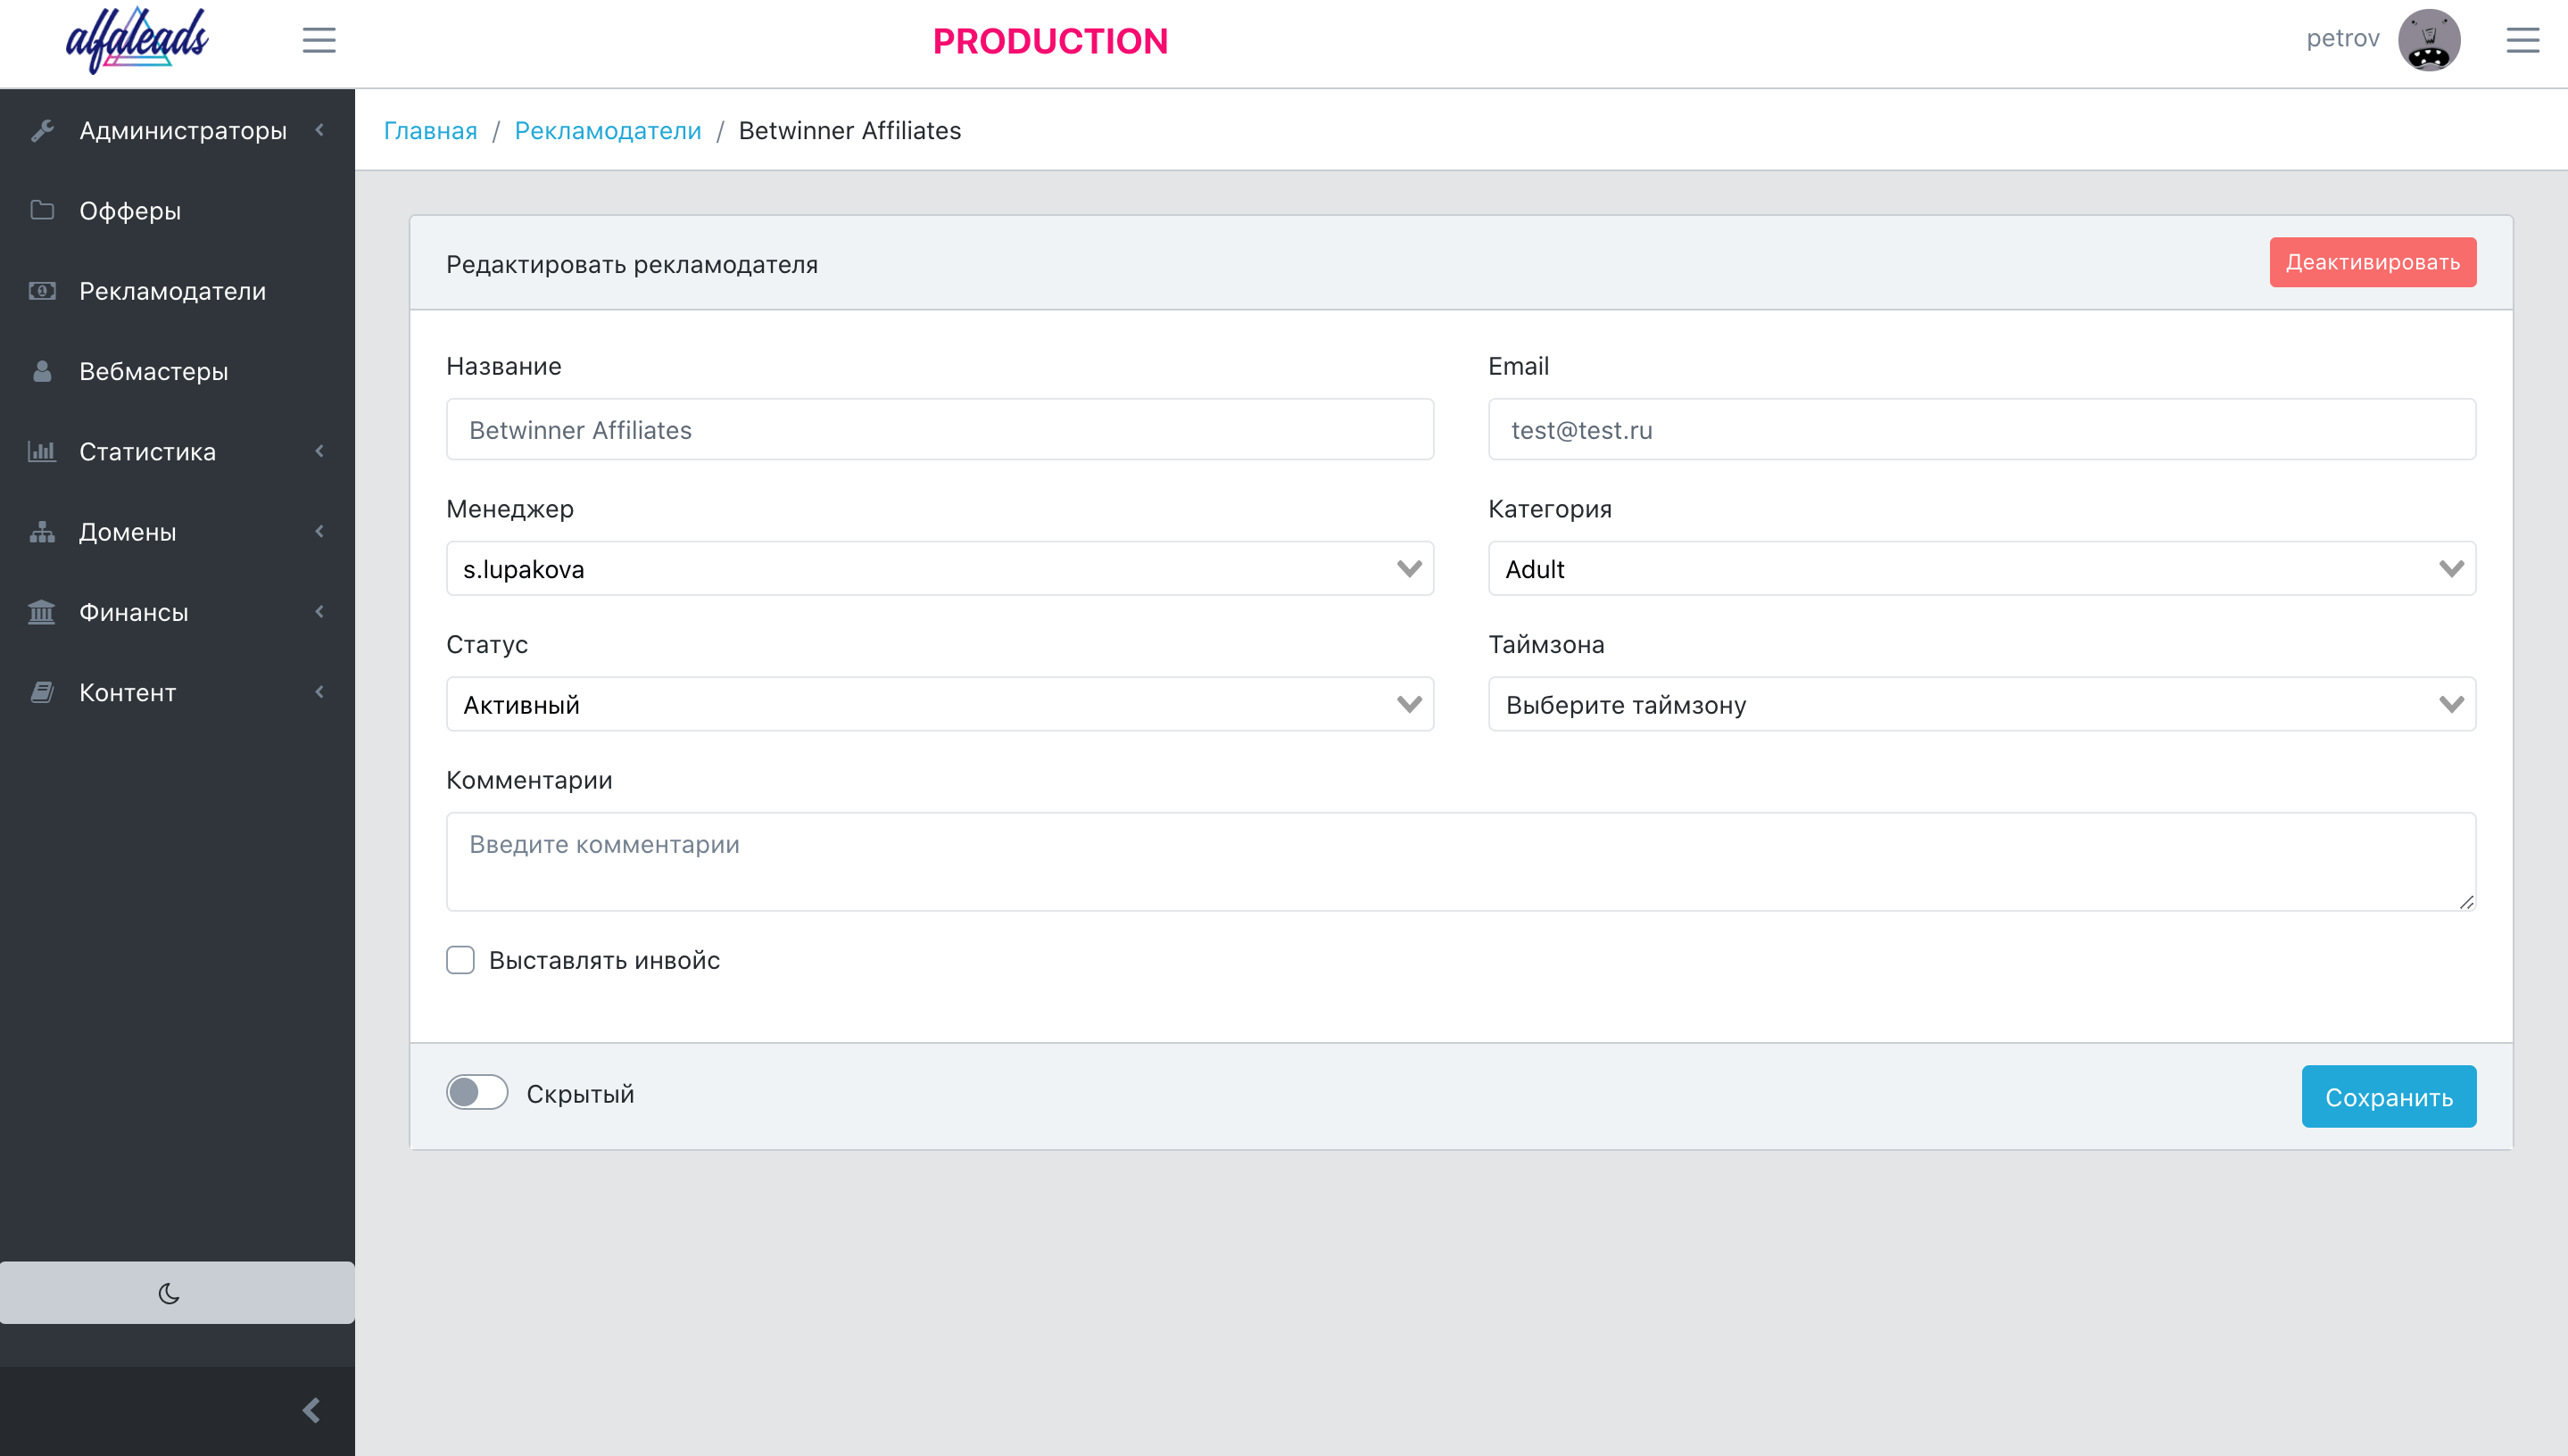 alfaleads
PRODUCTION
petrov
Администраторы
Офферы
Рекламодатели
Вебмастеры
Статистика
Домены
Финансы
Контент
Главная / Рекламодатели / Betwinner Affiliates
Редактировать рекламодателя
Деактивировать
Название
Betwinner Affiliates
Email
test@test.ru
Менеджер
s.lupakova
Категория
Adult
Статус
Активный
Таймзона
Выберите таймзону
Комментарии
Введите комментарии
Выставлять инвойс
Скрытый
Сохранить